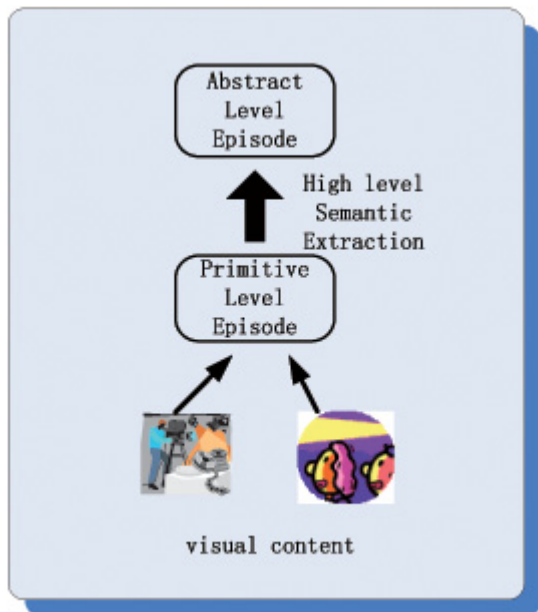 Abstract
Level
Episode
High level
Semantic
Extraction
Primitive
Level
Episode
visual content